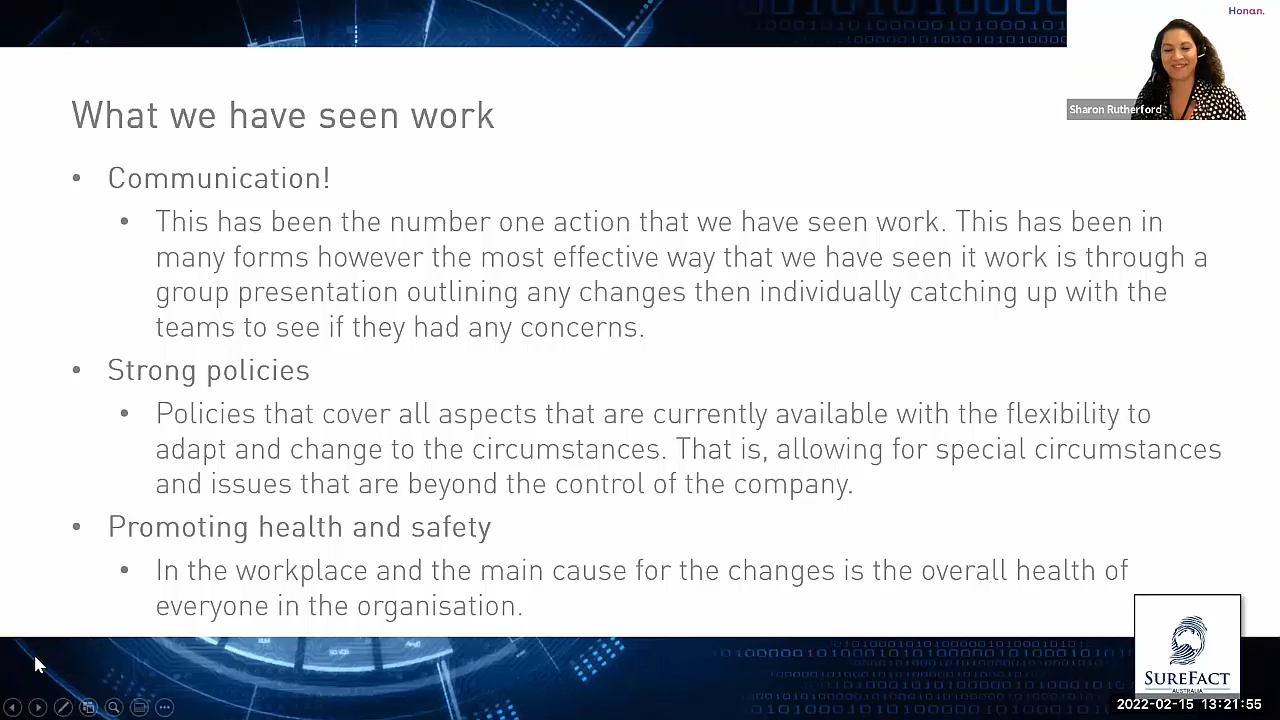 Honan.
Sharon Rutherford
What we have seen work
• Communication!
• This has been the number one action that we have seen work. This has been in
many forms however the most effective way that we have seen it work is through a
group presentation outlining any changes then individually catching up with the
teams to see if they had any concerns.
• Strong policies
• Policies that cover all aspects that are currently available with the flexibility to
adapt and change to the circumstances. That is, allowing for special circumstances
and issues that are beyond the control of the company.
• Promoting health and safety
• In the workplace and the main cause for the changes is the overall health of
everyone in the organisation.
SUREFACT
AUSTRALIA
2022-02-15 13:21:55